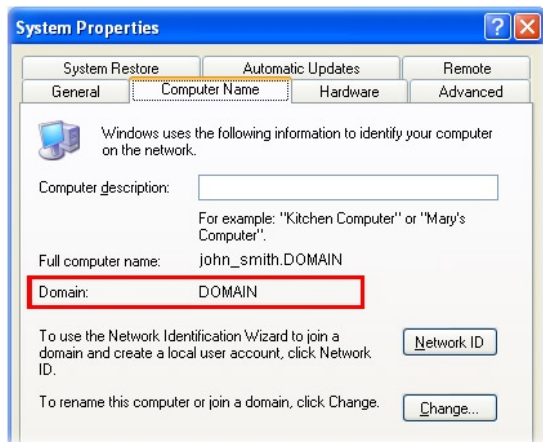 System Properties
System Restore Automatic Updates Remote
General Computer Name Hardware Advanced
Windows uses the following information to identify your computer
on the network.
Computer description:
For example: "Kitchen Computer" or "Mary's
Computer".
Full computer name: john_smith.DOMAIN
Domain: DOMAIN
To use the Network Identification Wizard to join a
domain and create a local user account, click Network
ID.
Network ID
To rename this computer or join a domain, click Change.
Change...